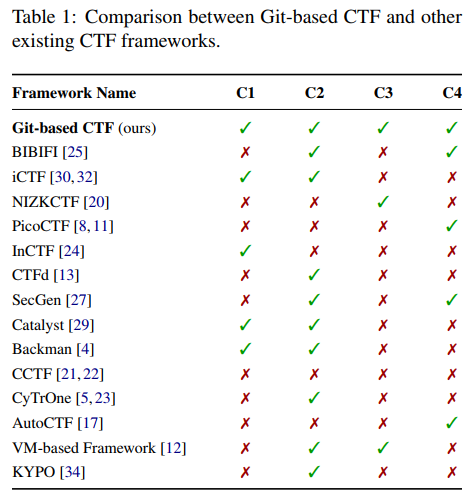 Table 1: Comparison between Git-based CTF and other
existing CTF frameworks.
Framework Name C1 C2 C3 C4
Git-based CTF (ours) ✓ ✓ ✓ ✓
BIBIFI [25] ✗ ✓ ✗ ✓
iCTF [30,32] ✓ ✓ ✗ ✗
NIZKCTF [20] ✗ ✗ ✓ ✗
PicoCTF [8,11] ✗ ✗ ✗ ✓
InCTF [24] ✓ ✗ ✗ ✗
CTFd [13] ✗ ✓ ✗ ✗
SecGen [27] ✗ ✓ ✗ ✓
Catalyst [29] ✓ ✓ ✗ ✗
Backman [4] ✓ ✓ ✗ ✗
CCTF [21,22] ✗ ✗ ✗ ✗
CyTrOne [5,23] ✗ ✓ ✗ ✗
AutoCTF [17] ✗ ✗ ✗ ✓
VM-based Framework [12] ✗ ✓ ✓ ✗
KYPO [34] ✗ ✓ ✗ ✗